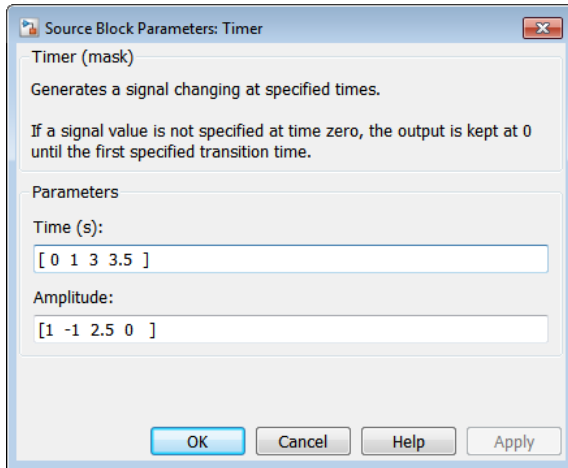 Source Block Parameters: Timer
Timer (mask)
Generates a signal changing at specified times.
If a signal value is not specified at time zero, the output is kept at 0
until the first specified transition time.
Parameters
Time (s):
[ 0 1 3 3.5 ]
Amplitude:
[1 -1 2.5 0 ]
OK Cancel Help Apply